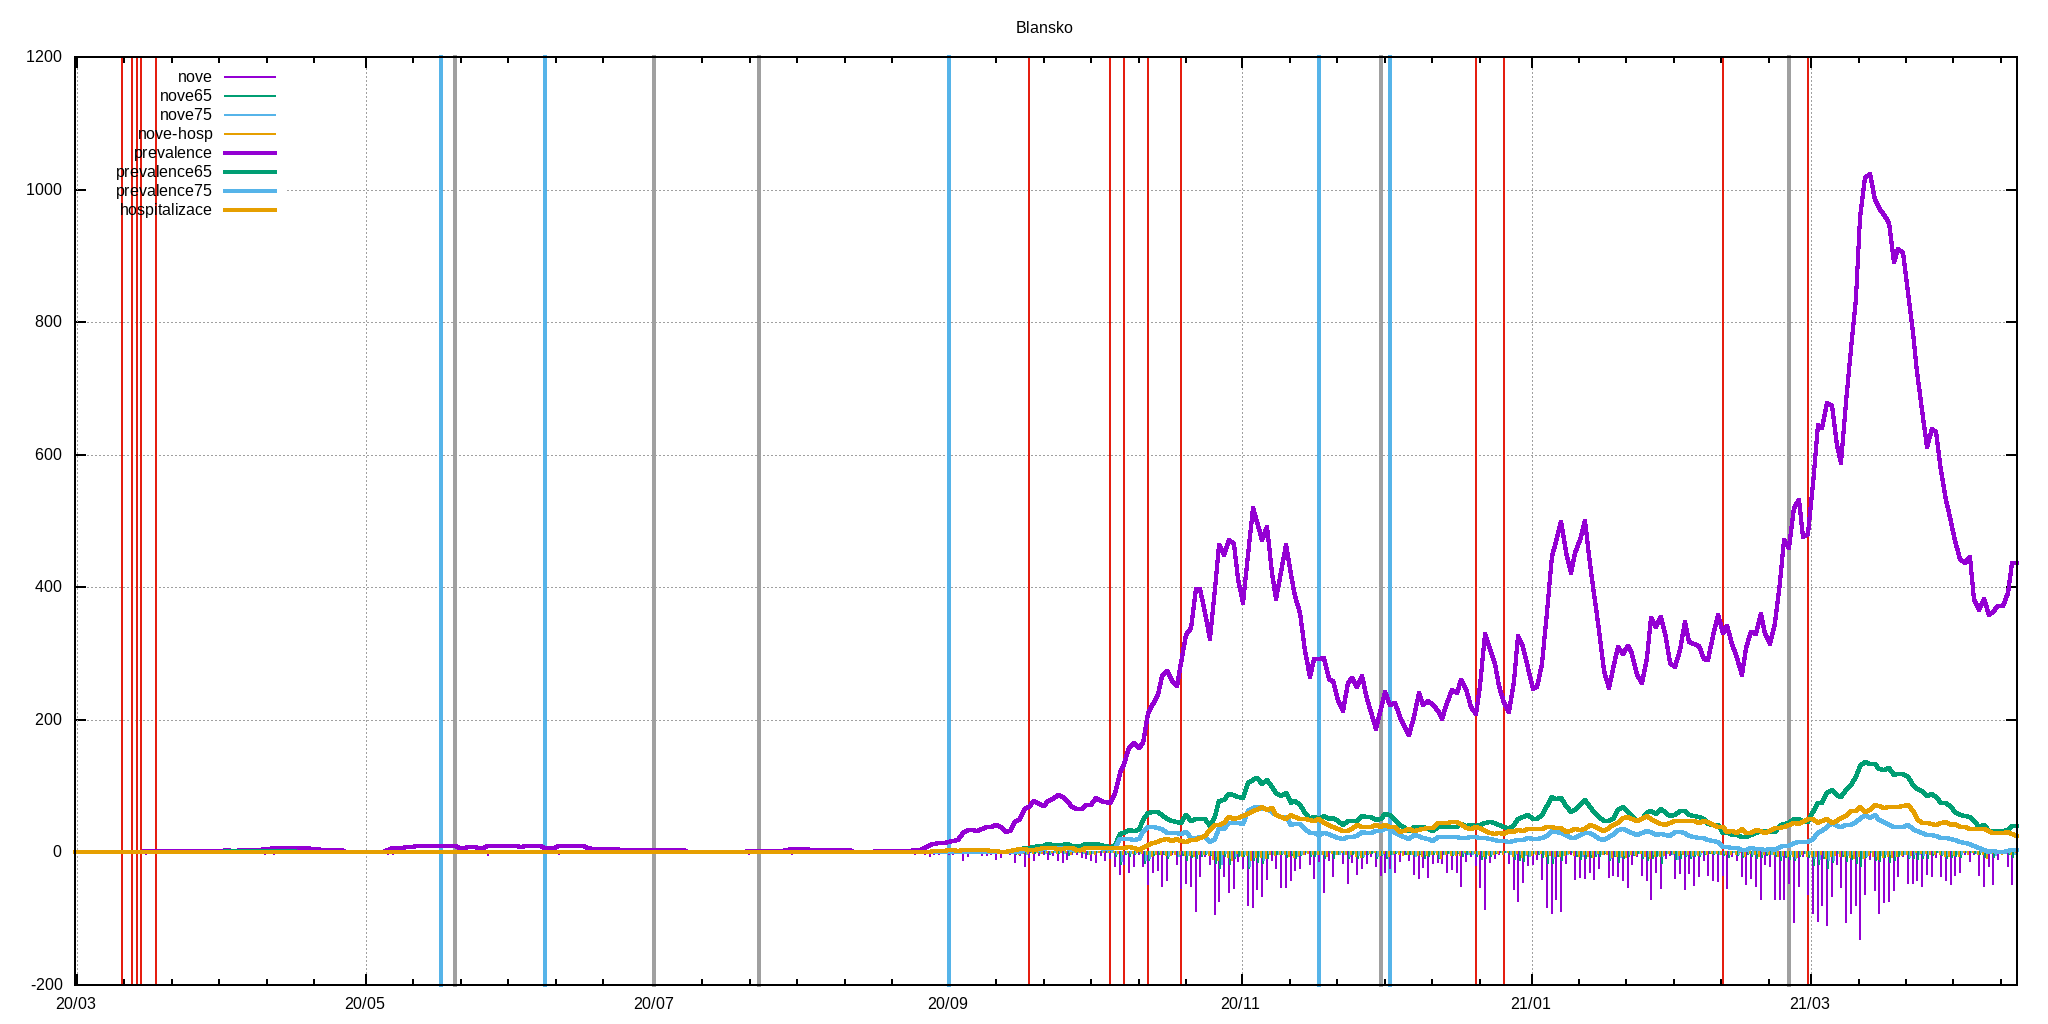 Blansko
1200
1000
800
600
400
200
0
-200
nove
nove65
nove75
nove-hosp
prevalence
prevalence65
prevalence75
hospitalizace
20/03
20/05
20/07
20/09
20/11
21/01
21/03